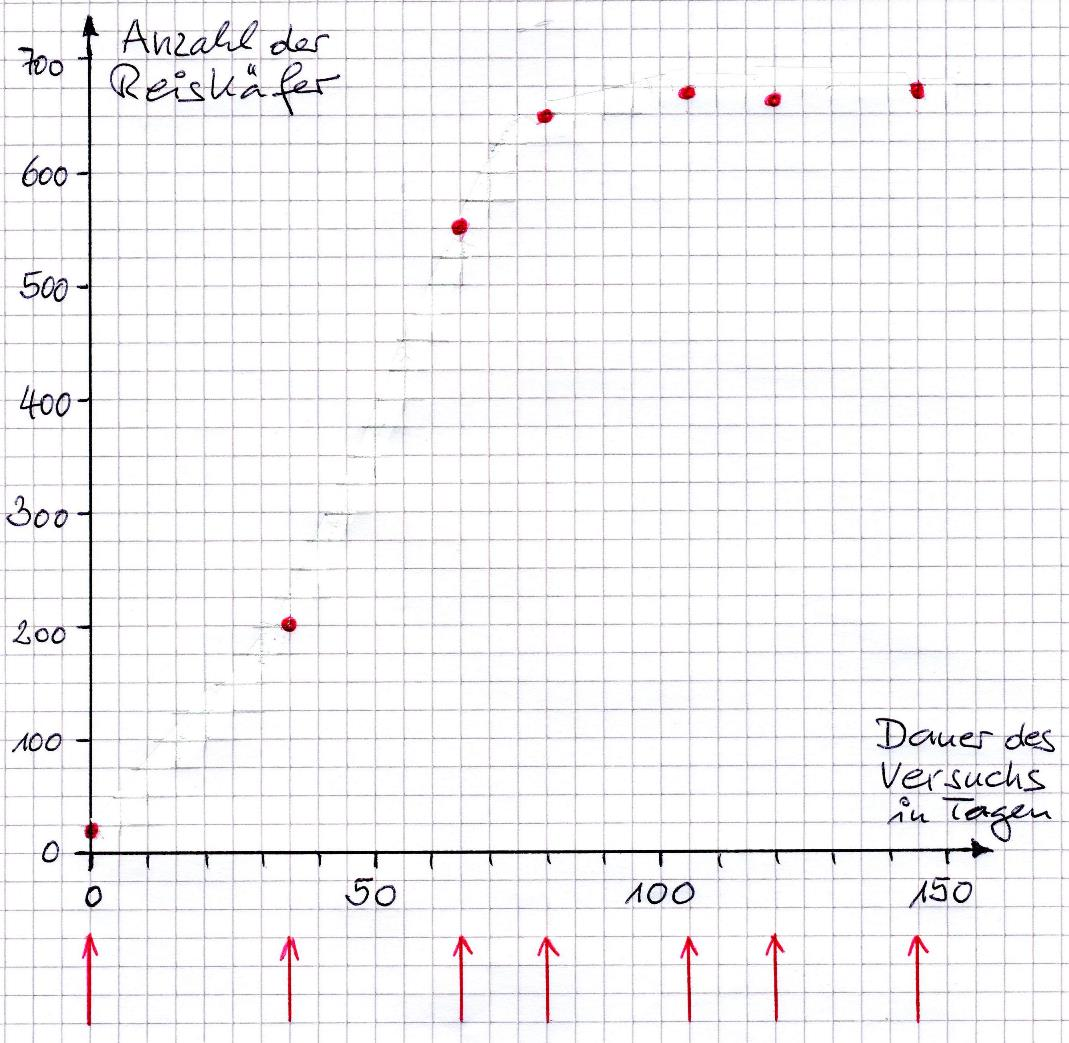 Anzahl der
Reiskäfer
700
600
500
400
300
200
100
0
Dauer des
Versuchs
in Tagen
0 50 100 150